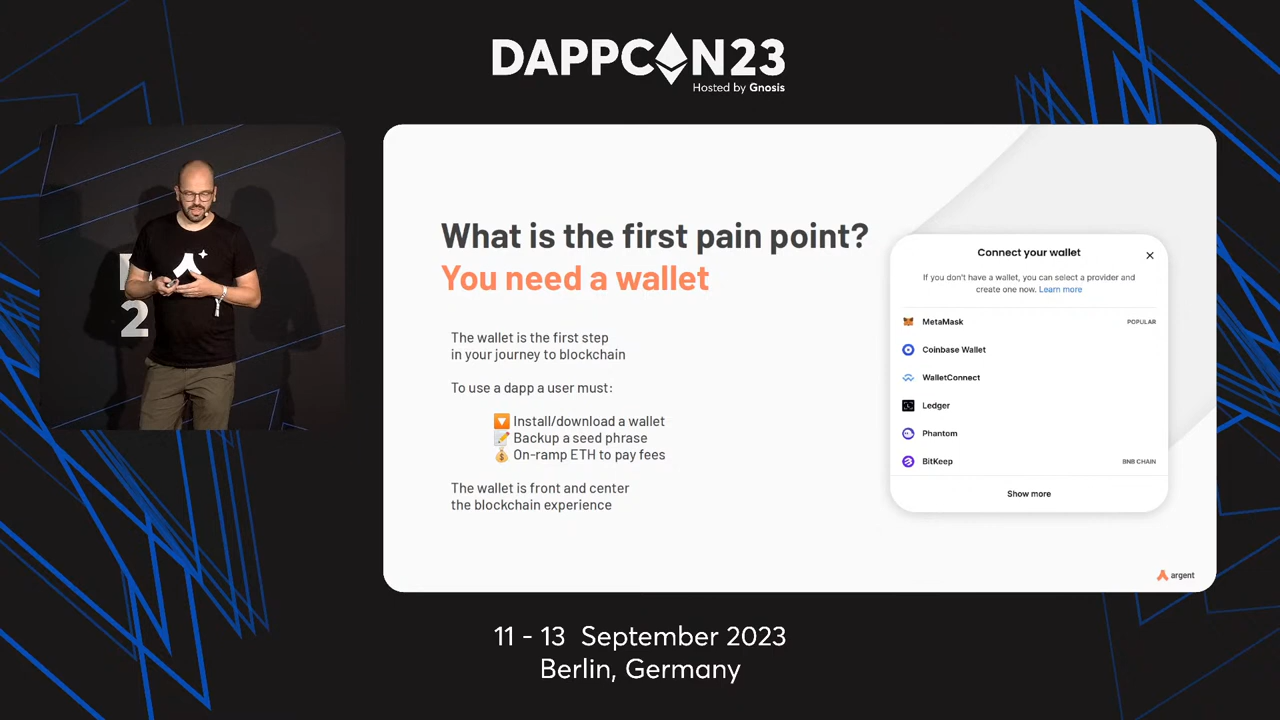 DAPPCON23
Hosted by Gnosis
2
What is the first pain point?
You need a wallet
The wallet is the first step
in your journey to blockchain
To use a dapp a user must:
🔽 Install/download a wallet
📝 Backup a seed phrase
💰 On-ramp ETH to pay fees
The wallet is front and center
the blockchain experience
Connect your wallet
If you don't have a wallet, you can select a provider and
create one now. Learn more
MetaMask POPULAR
Coinbase Wallet
WalletConnect
Ledger
Phantom
BitKeep BNB CHAIN
Show more
argent
11 - 13 September 2023
Berlin, Germany